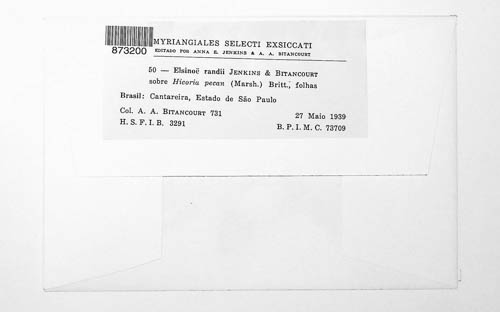 873200
MYRIANGIALES SELECTI EXSICCATI
EDITADO POR ANNA E. JENKINS & A. A. BITANCOURT
50 — Elsinoë randii JENKINS & BITANCOURT
sobre Hicoria pecan (Marsh.) Britt., folhas
Brasil: Cantareira, Estado de São Paulo
Col. A. A. BITANCOURT 731 27 Maio 1939
H. S. F. I. B. 3291 B. P. I. M. C. 73709